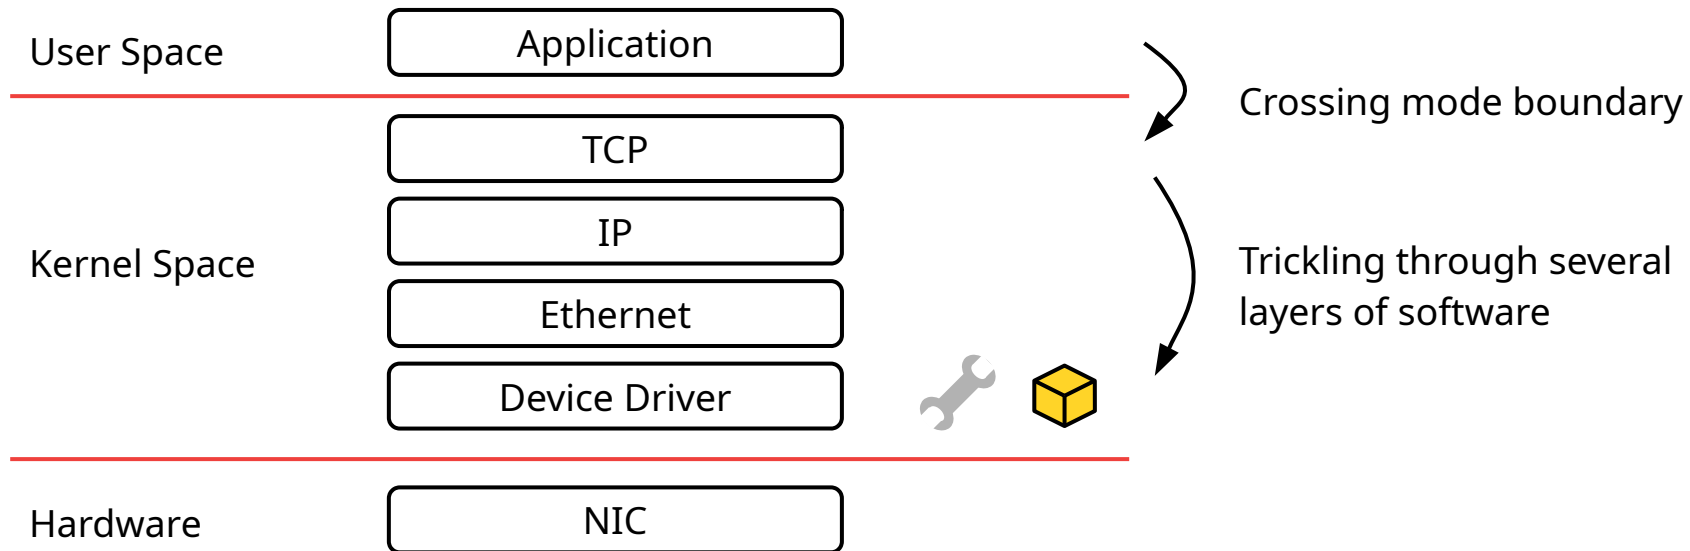 User Space
Application
Crossing mode boundary
TCP
IP
Kernel Space
Trickling through several
layers of software
Ethernet
Device Driver
Hardware
NIC